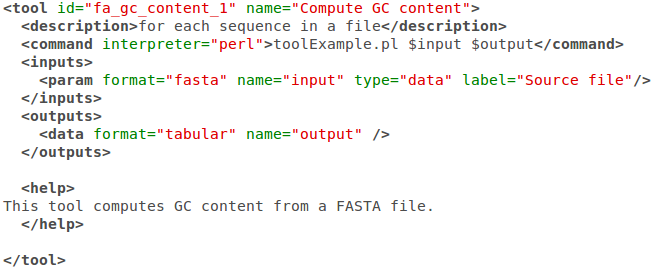 <tool id="fa_gc_content_1" name="Compute GC content">
  <description>for each sequence in a file</description>
  <command interpreter="perl">toolExample.pl $input $output</command>
  <inputs>
    <param format="fasta" name="input" type="data" label="Source file"/>
  </inputs>
  <outputs>
    <data format="tabular" name="output" />
  </outputs>

  <help>
This tool computes GC content from a FASTA file.
  </help>

</tool>